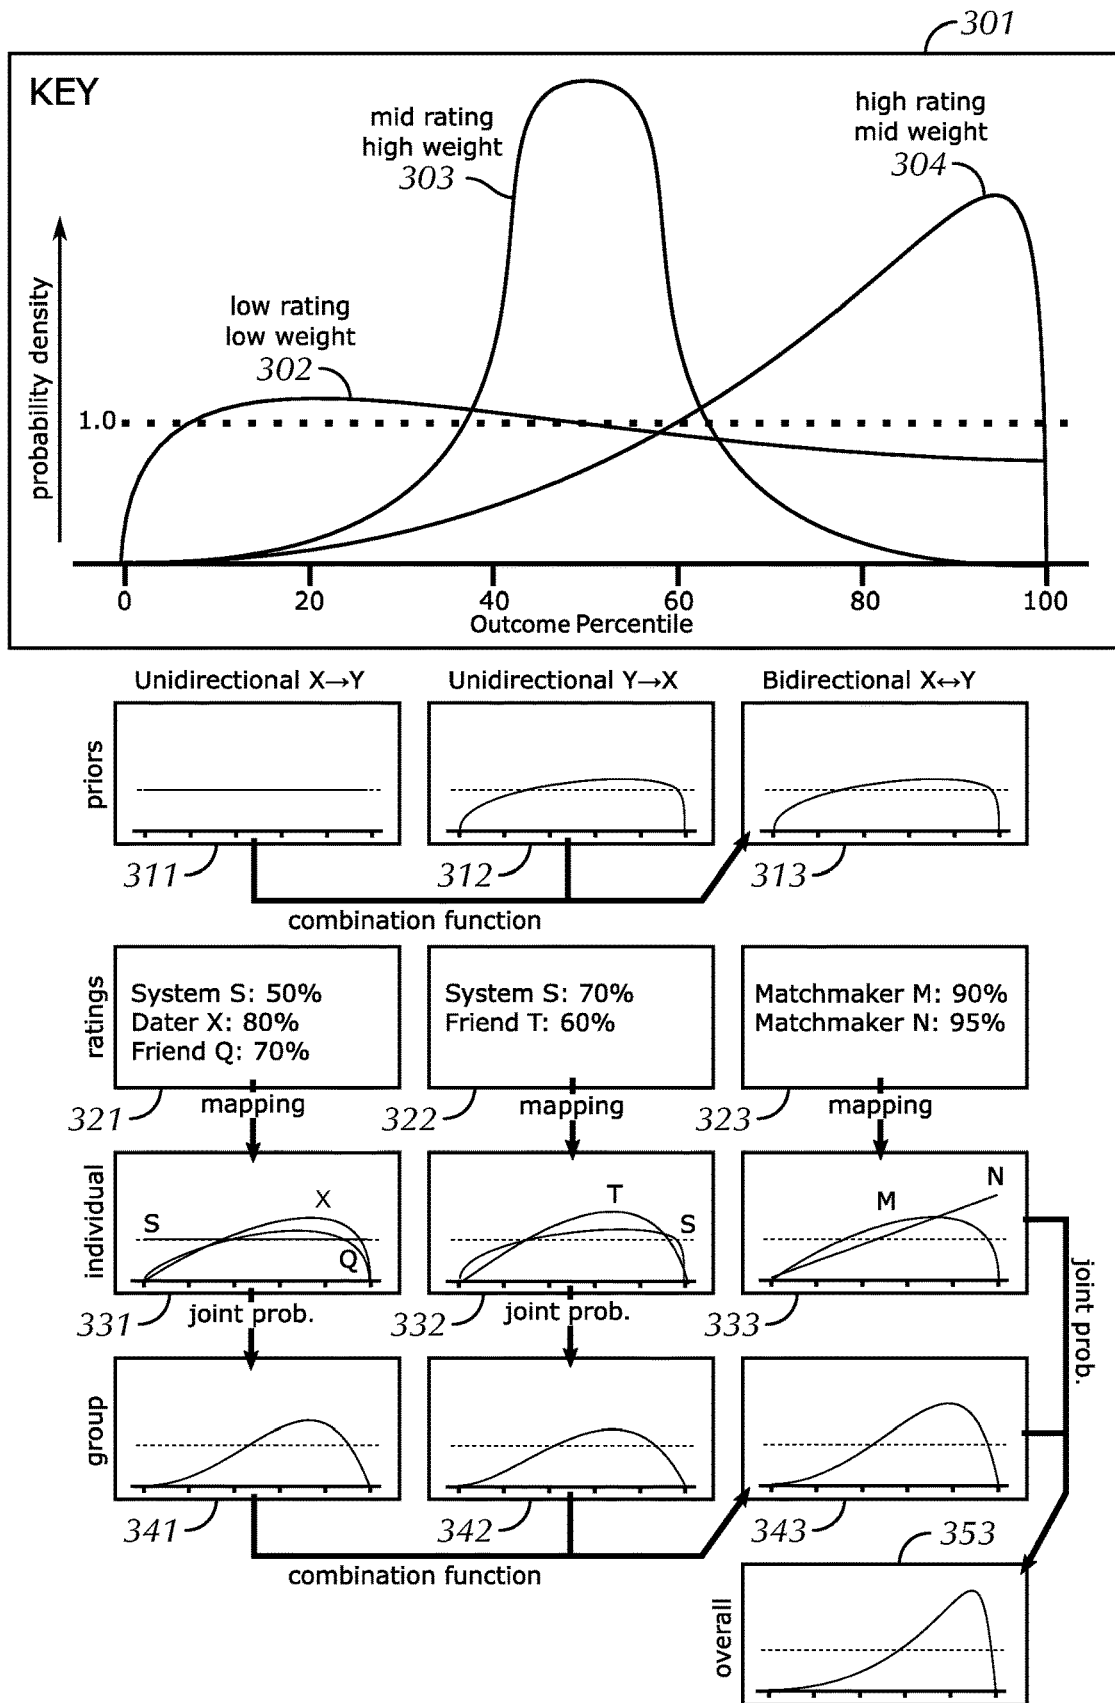 301
KEY
mid rating
high weight
303
high rating
mid weight
304
probability density
low rating
low weight
302
1.0
0 20 40 60 80 100
Outcome Percentile
Unidirectional X→Y Unidirectional Y→X Bidirectional X↔Y
priors
311 312 313
combination function
ratings
System S: 50%
Dater X: 80%
Friend Q: 70%
System S: 70%
Friend T: 60%
Matchmaker M: 90%
Matchmaker N: 95%
321 mapping 322 mapping 323 mapping
individual
S X Q
T S
M N
331 joint prob. 332 joint prob. 333
joint prob.
group
341 342 343
combination function
353
overall